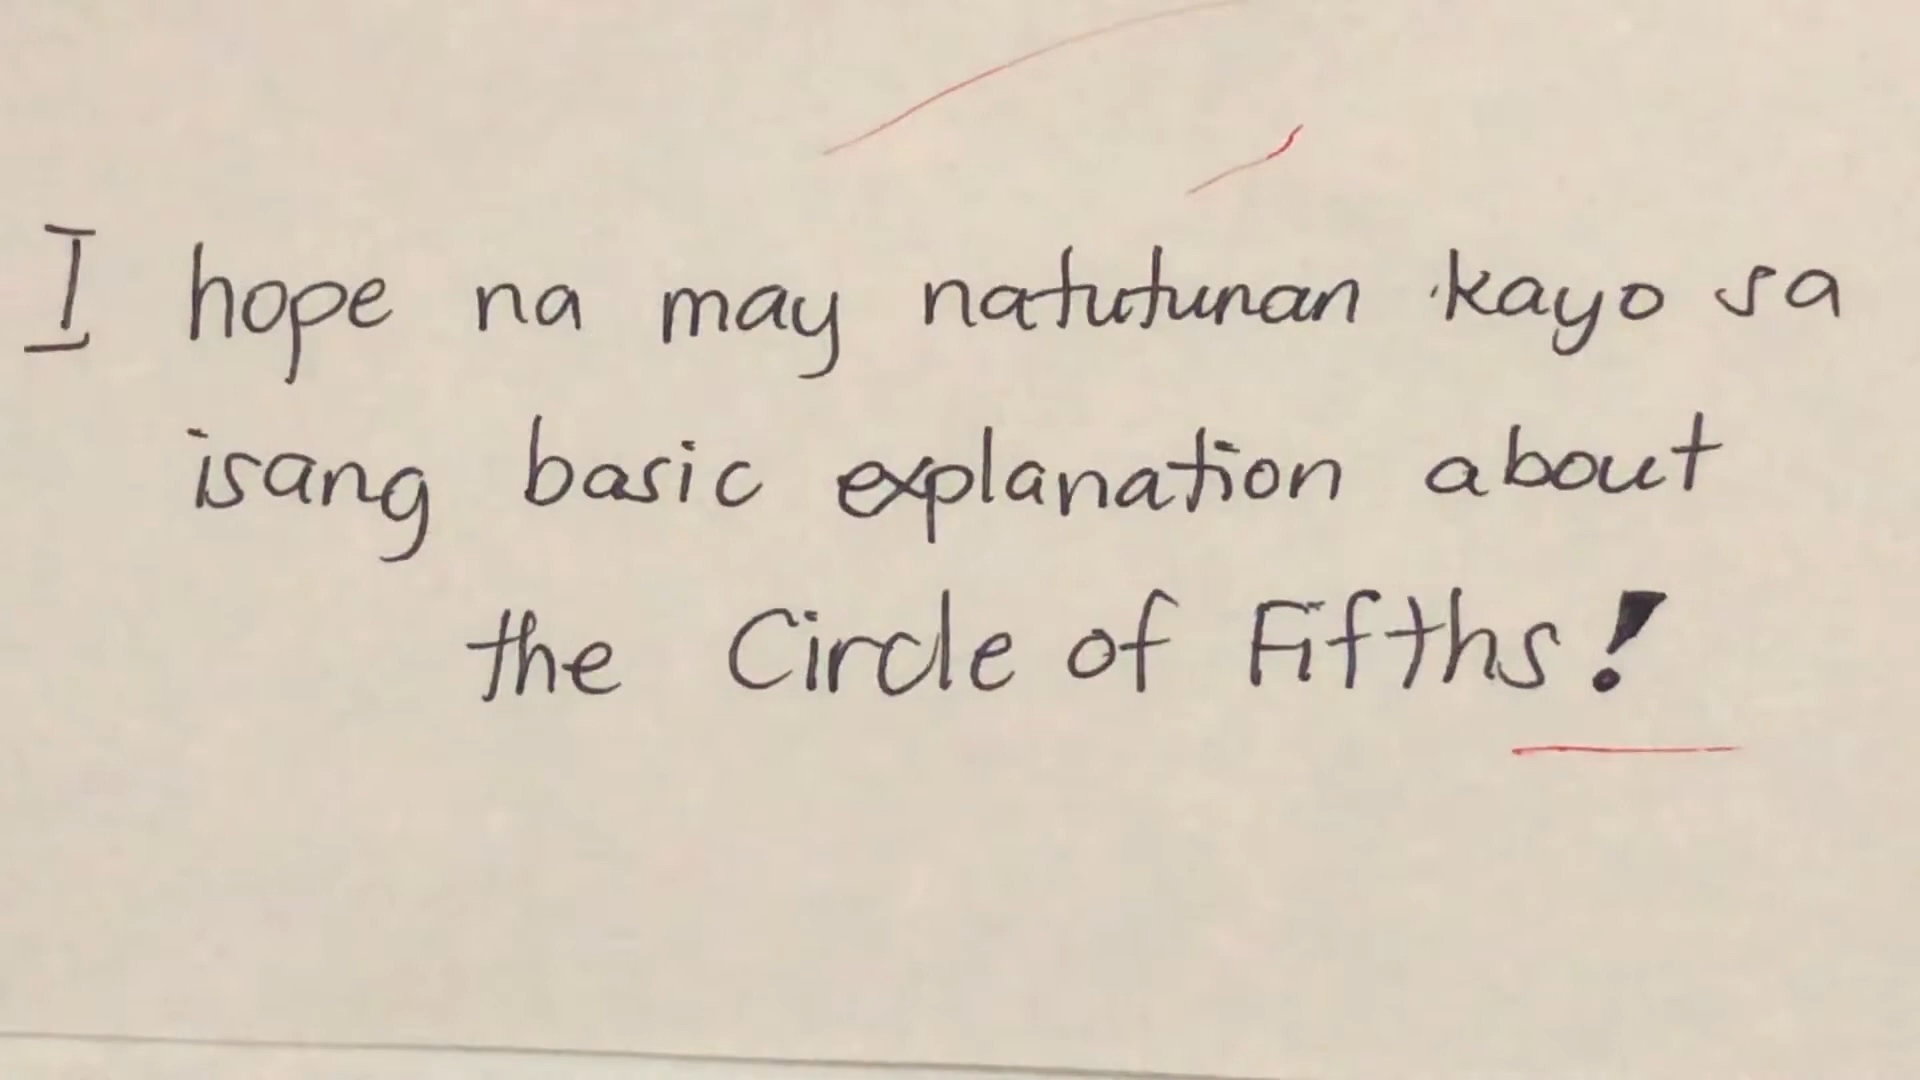 I hope na may natutunan kayo sa
isang basic explanation about
the Circle of Fifths!